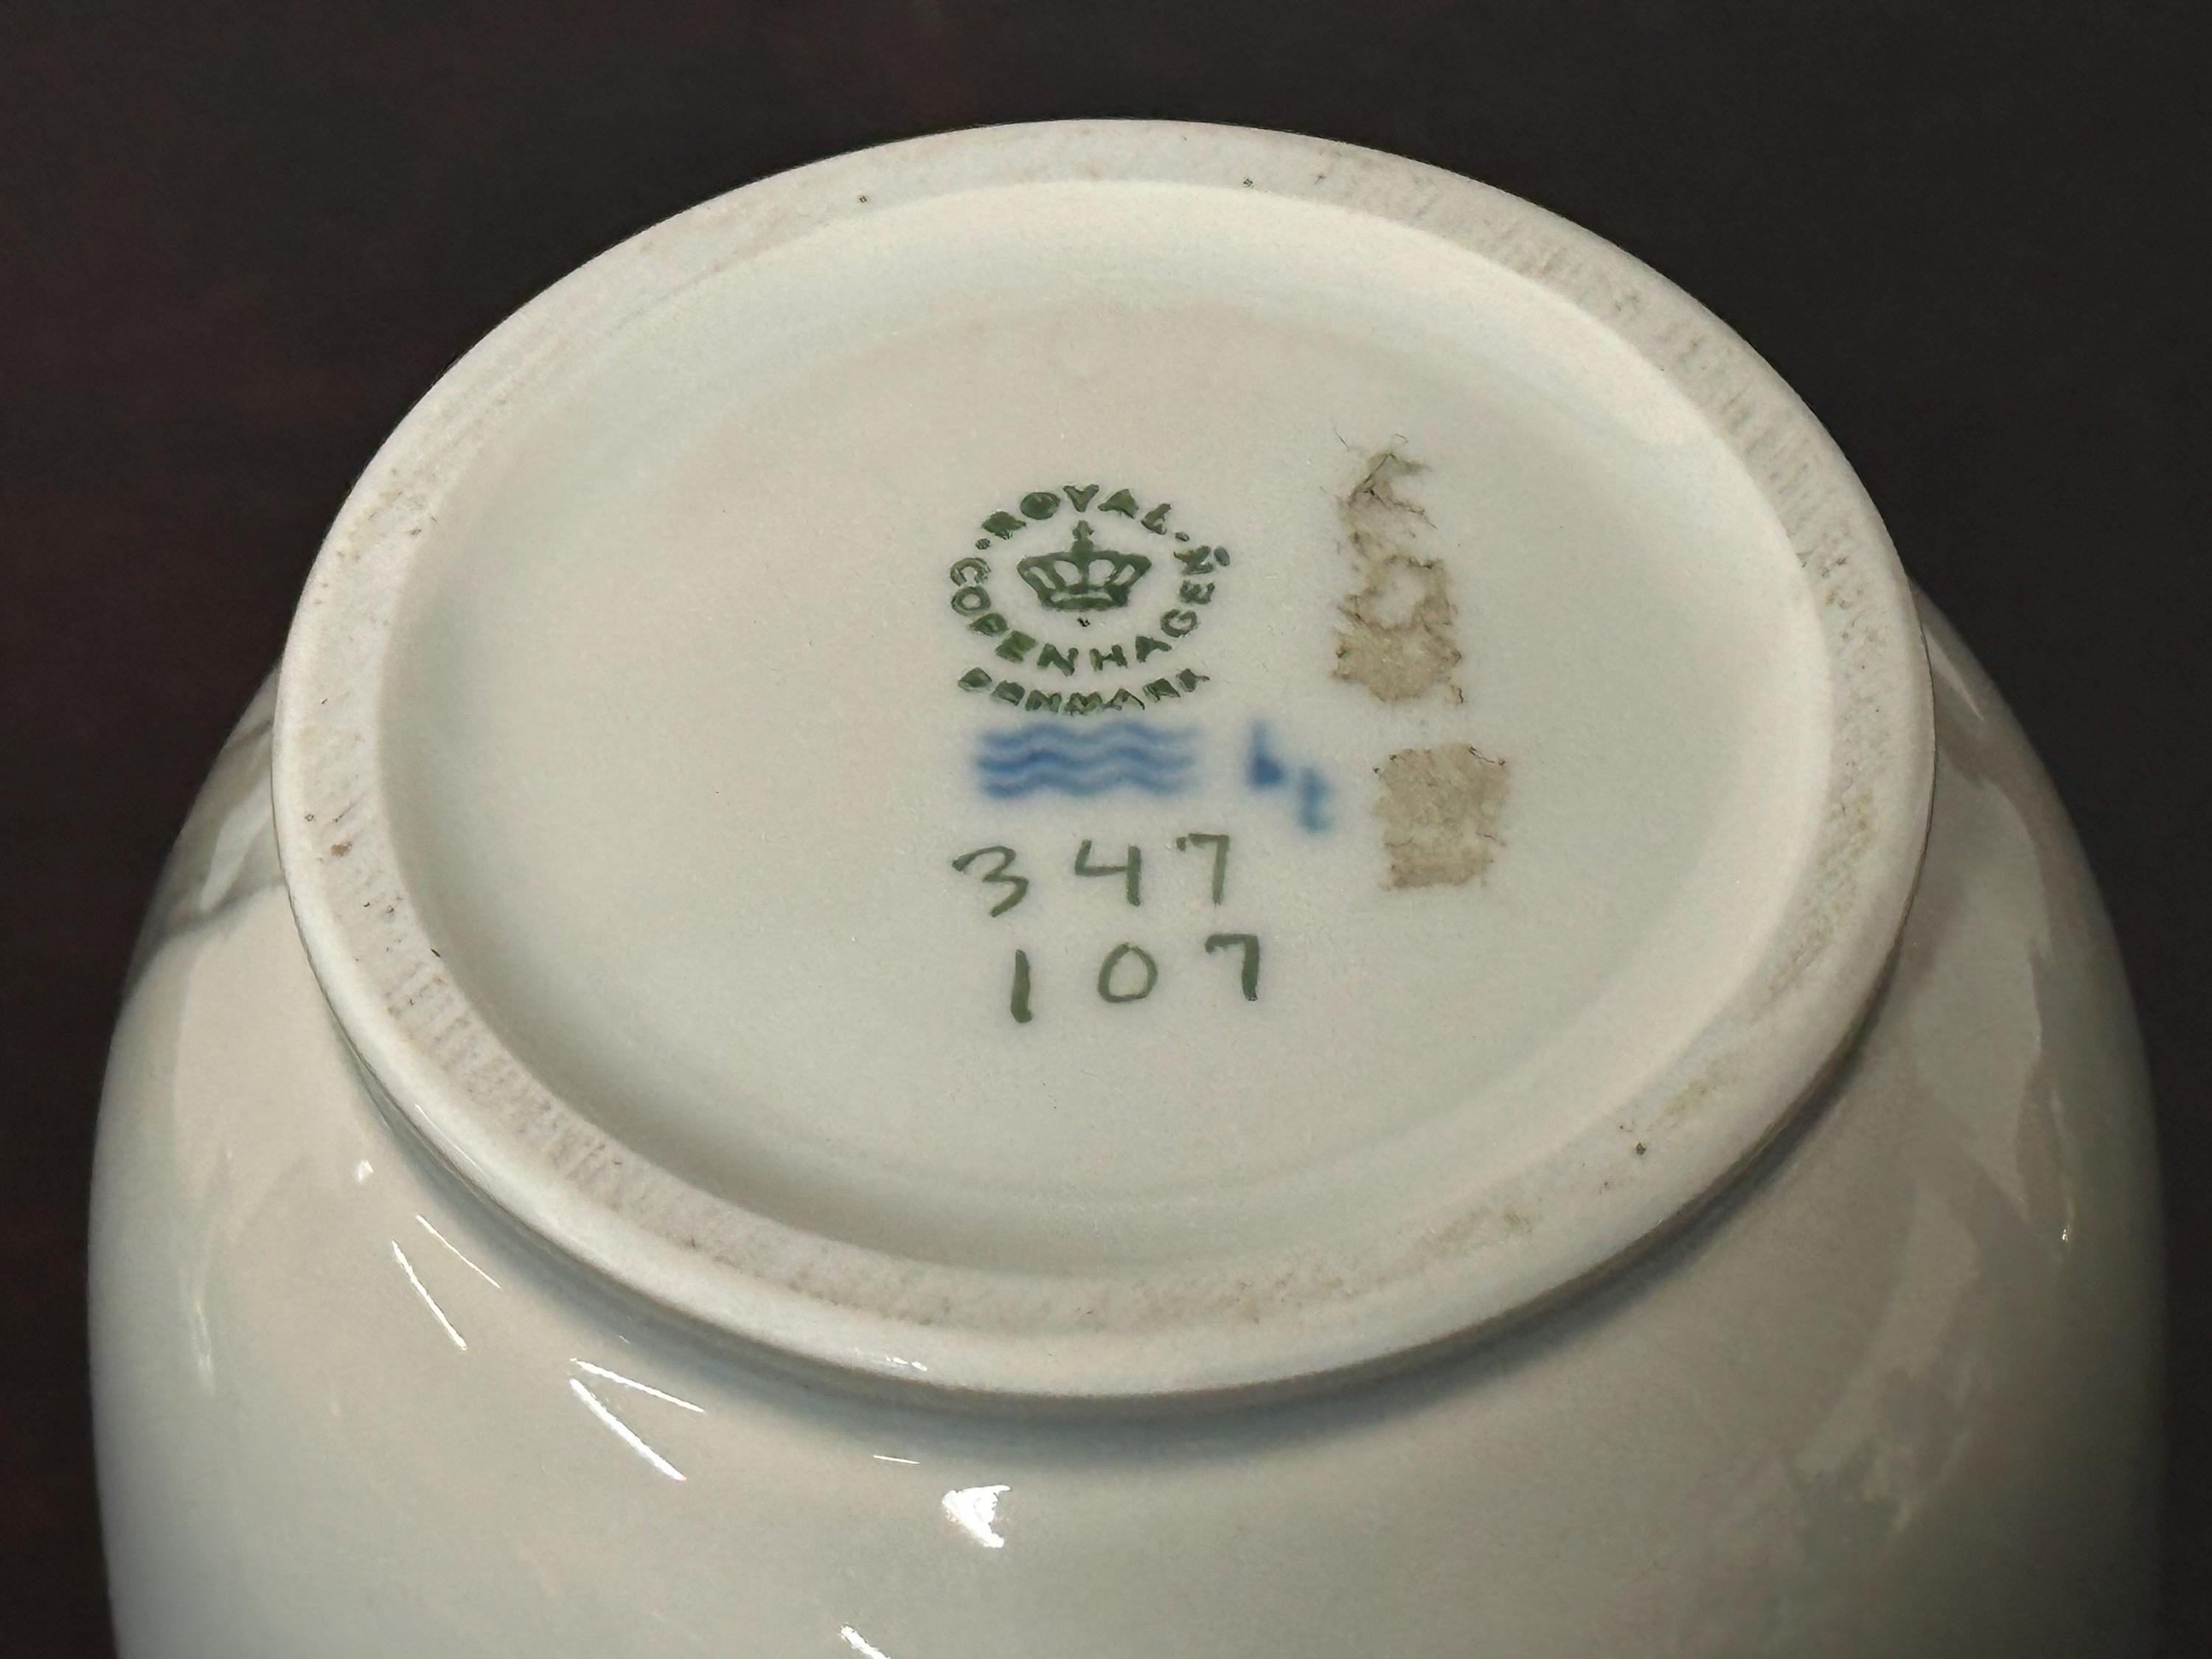 ROYAL
COPENHAGEN
DENMARK
347
107